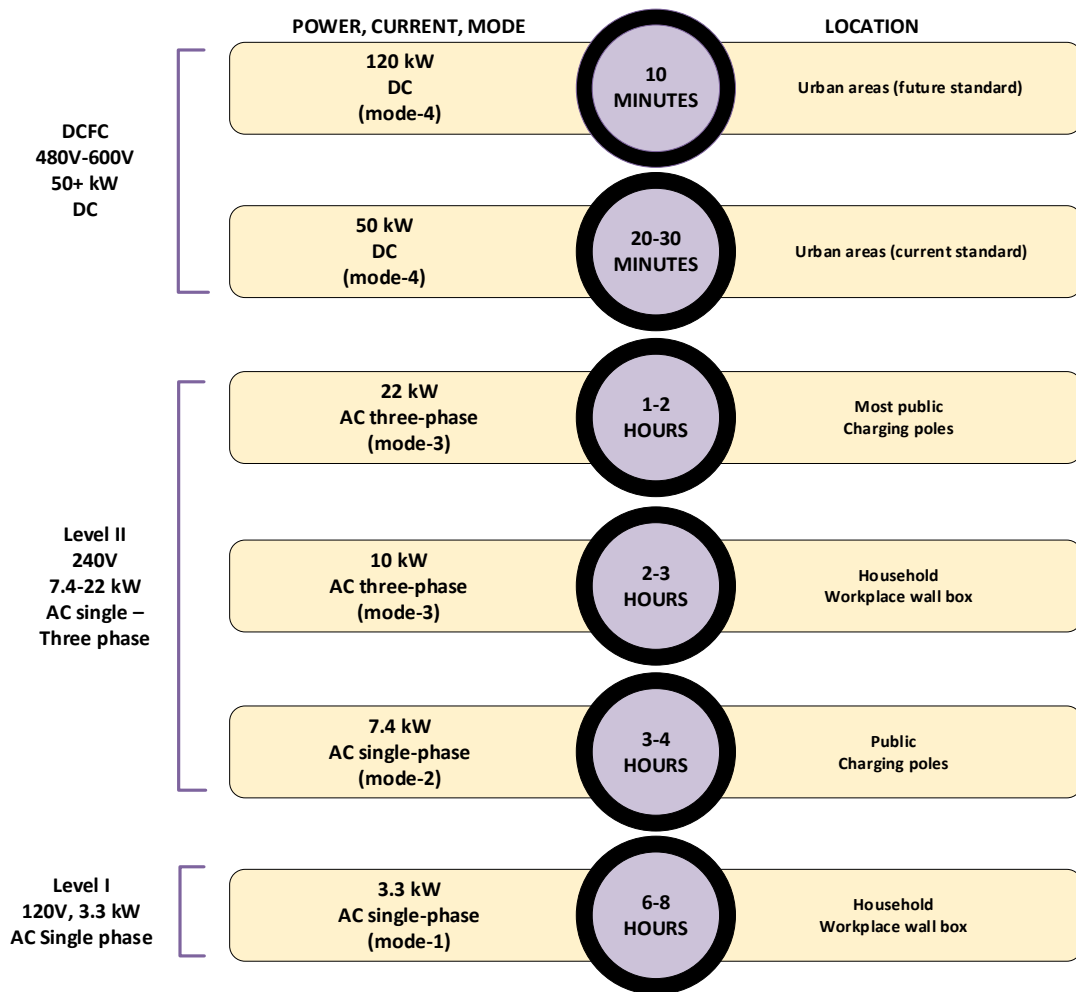 POWER, CURRENT, MODE
LOCATION
DCFC
480V-600V
50+ kW
DC
120 kW
DC
(mode-4)
10
MINUTES
Urban areas (future standard)
50 kW
DC
(mode-4)
20-30
MINUTES
Urban areas (current standard)
Level II
240V
7.4-22 kW
AC single –
Three phase
22 kW
AC three-phase
(mode-3)
1-2
HOURS
Most public
Charging poles
10 kW
AC three-phase
(mode-3)
2-3
HOURS
Household
Workplace wall box
7.4 kW
AC single-phase
(mode-2)
3-4
HOURS
Public
Charging poles
Level I
120V, 3.3 kW
AC Single phase
3.3 kW
AC single-phase
(mode-1)
6-8
HOURS
Household
Workplace wall box